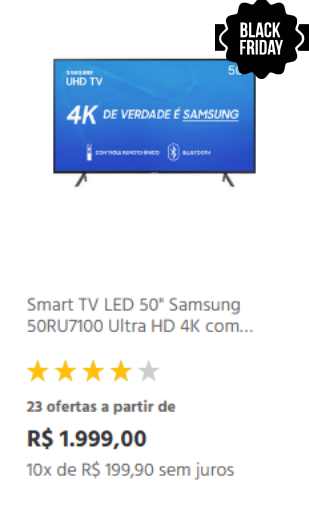 BLACK
FRIDAY
SAMSUNG
UHD TV
50
4K DE VERDADE É SAMSUNG
CONTROLE REMOTO ÚNICO
BLUETOOTH
Smart TV LED 50" Samsung
50RU7100 Ultra HD 4K com...
23 ofertas a partir de
R$ 1.999,00
10x de R$ 199,90 sem juros